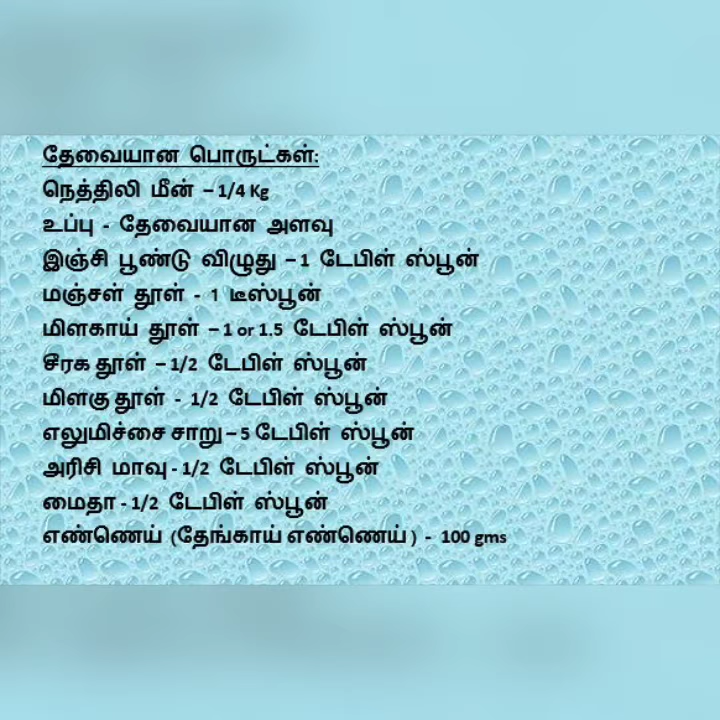 தேவையான பொருட்கள்:
நெத்திலி மீன் – 1/4 Kg
உப்பு - தேவையான அளவு
இஞ்சி பூண்டு விழுது – 1 டேபிள் ஸ்பூன்
மஞ்சள் தூள் - 1 டீஸ்பூன்
மிளகாய் தூள் – 1 or 1.5 டேபிள் ஸ்பூன்
சீரக தூள் – 1/2 டேபிள் ஸ்பூன்
மிளகு தூள் - 1/2 டேபிள் ஸ்பூன்
எலுமிச்சை சாறு – 5 டேபிள் ஸ்பூன்
அரிசி மாவு - 1/2 டேபிள் ஸ்பூன்
மைதா - 1/2 டேபிள் ஸ்பூன்
எண்ணெய் (தேங்காய் எண்ணெய் ) - 100 gms